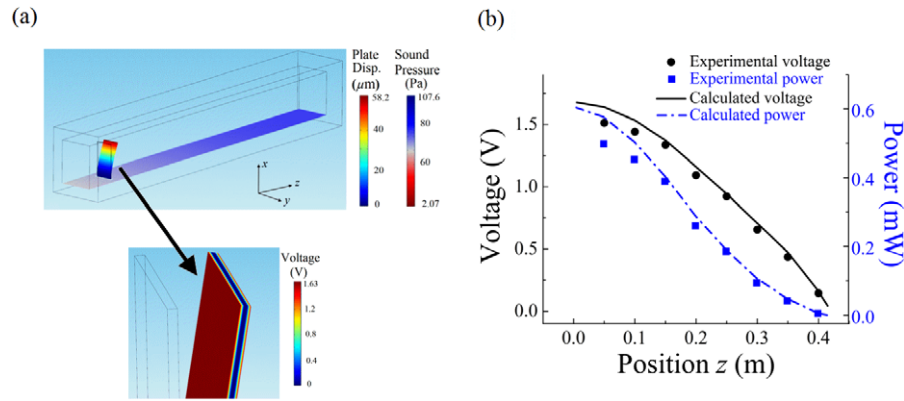 (a)
Plate Sound
Disp. Pressure
(μm) (Pa)
58.2 107.6
40 80
20 60
0 2.07
x
z
y
Voltage
(V)
1.63
1.2
0.8
0.4
0
(b)
Experimental voltage
Experimental power
Calculated voltage
Calculated power
1.5
1.0
0.5
0.0
Voltage (V)
0.6
0.4
0.2
0.0
Power (mW)
0.0 0.1 0.2 0.3 0.4
Position z (m)